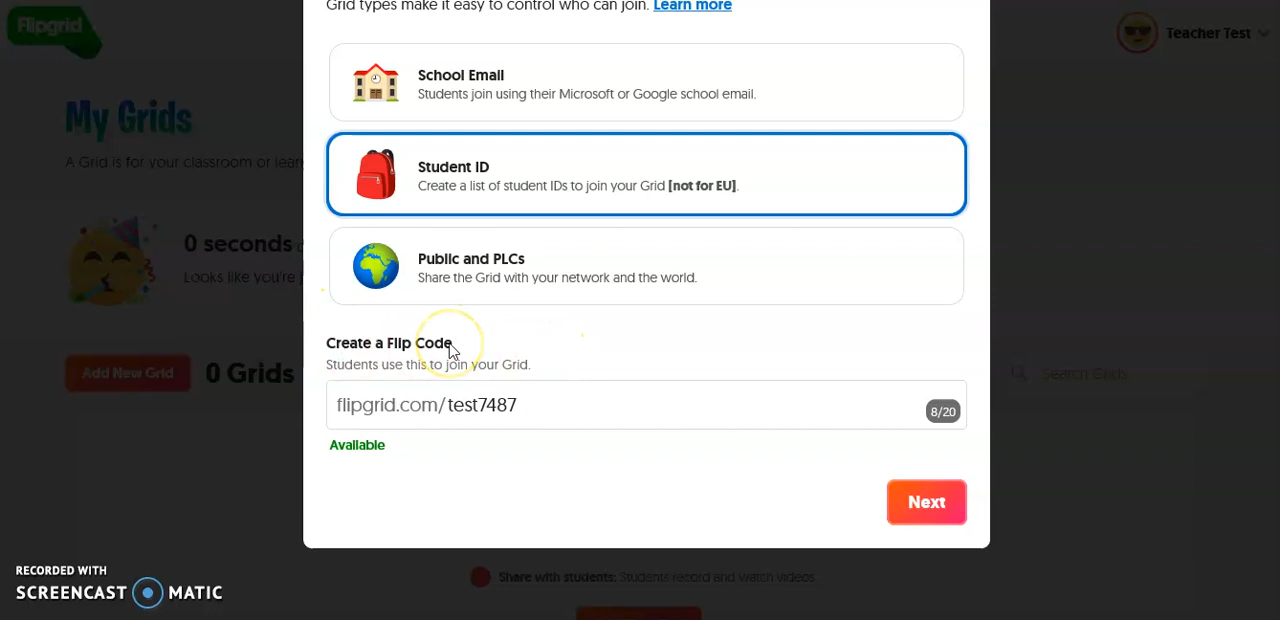 Grid types make it easy to control who can join. Learn more
Flipgrid
Teacher Test
School Email
Students join using their Microsoft or Google school email.
My Grids
A Grid is for your classroom or lear
Student ID
Create a list of student IDs to join your Grid [not for EU].
0 seconds
Looks like you're
Public and PLCs
Share the Grid with your network and the world.
Create a Flip Code
Students use this to join your Grid.
Add New Grid
0 Grids
Search Grids
flipgrid.com/test7487
8/20
Available
Next
Share with students: Students record and watch videos
RECORDED WITH
SCREENCAST MATIC